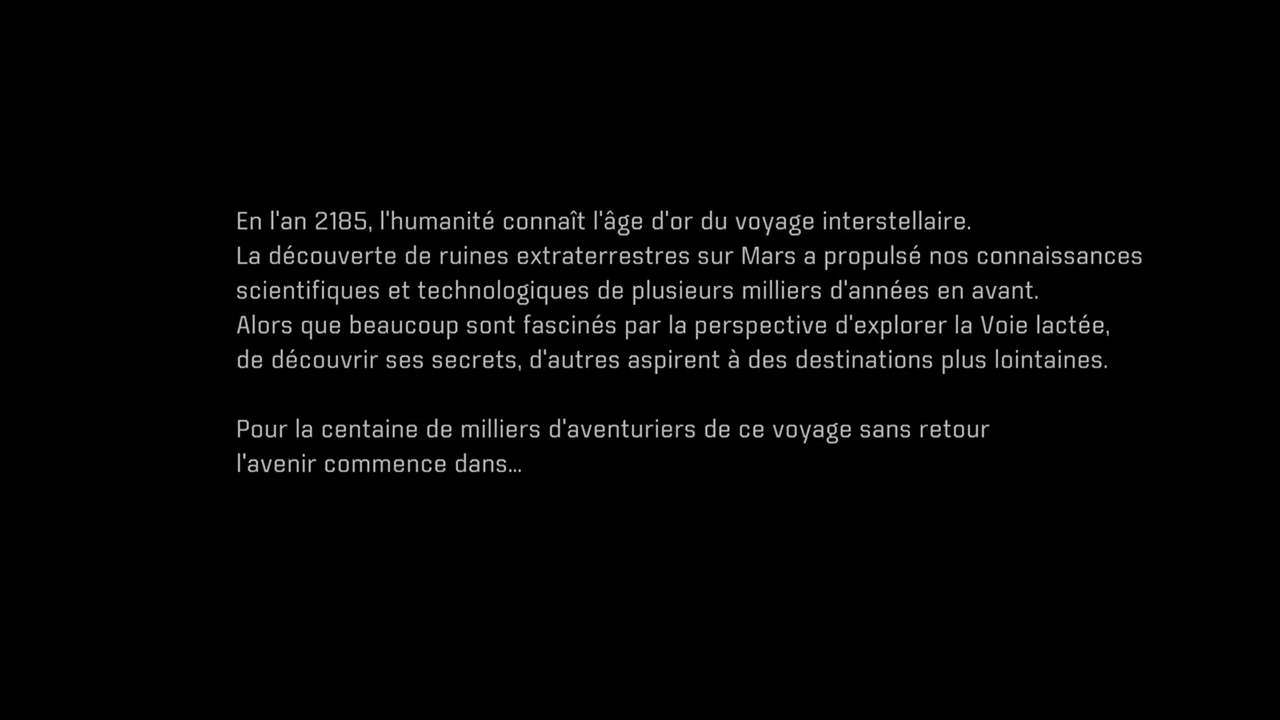 En l'an 2185, l'humanité connaît l'âge d'or du voyage interstellaire.
La découverte de ruines extraterrestres sur Mars a propulsé nos connaissances
scientifiques et technologiques de plusieurs milliers d'années en avant.
Alors que beaucoup sont fascinés par la perspective d'explorer la Voie lactée,
de découvrir ses secrets, d'autres aspirent à des destinations plus lointaines.
Pour la centaine de milliers d'aventuriers de ce voyage sans retour
l'avenir commence dans...